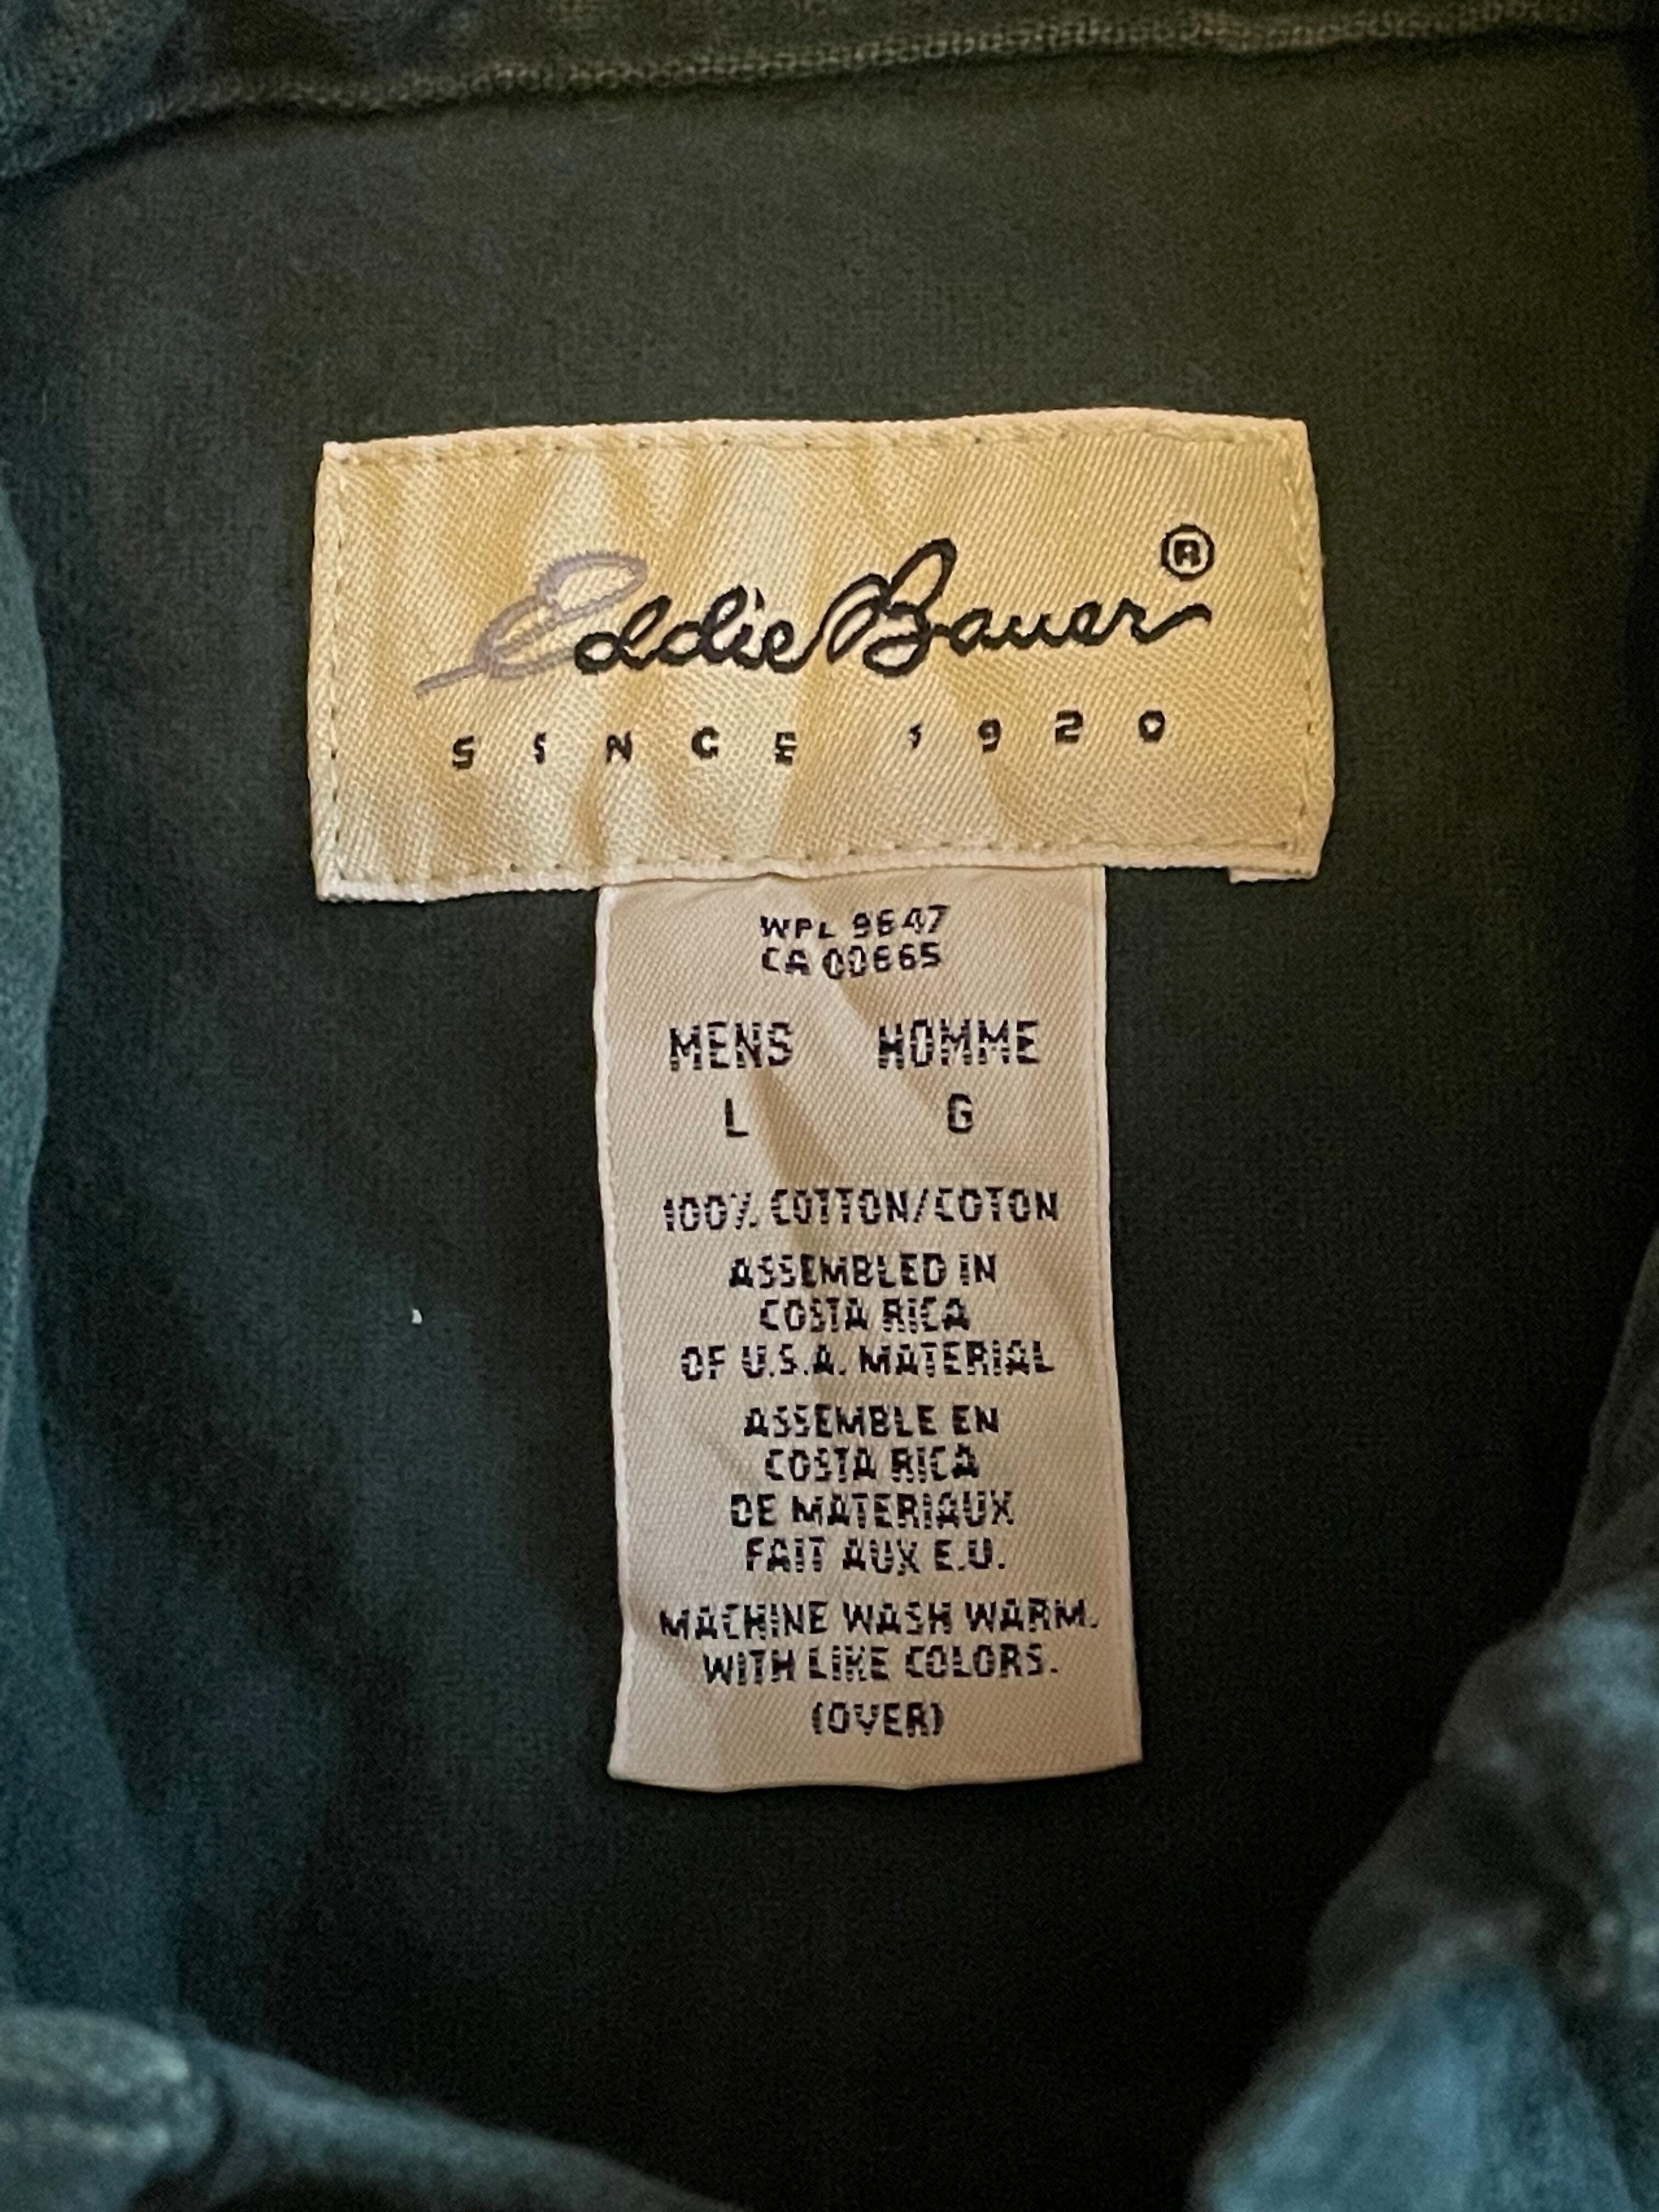 Eddie Bauer®
SINCE 1920
WPL 9647
CA 00665
MENS HOMME
L G
100% COTTON/COTON
ASSEMBLED IN
COSTA RICA
OF U.S.A. MATERIAL
ASSEMBLE EN
COSTA RICA
DE MATERIAUX
FAIT AUX E.U.
MACHINE WASH WARM.
WITH LIKE COLORS.
(OVER)